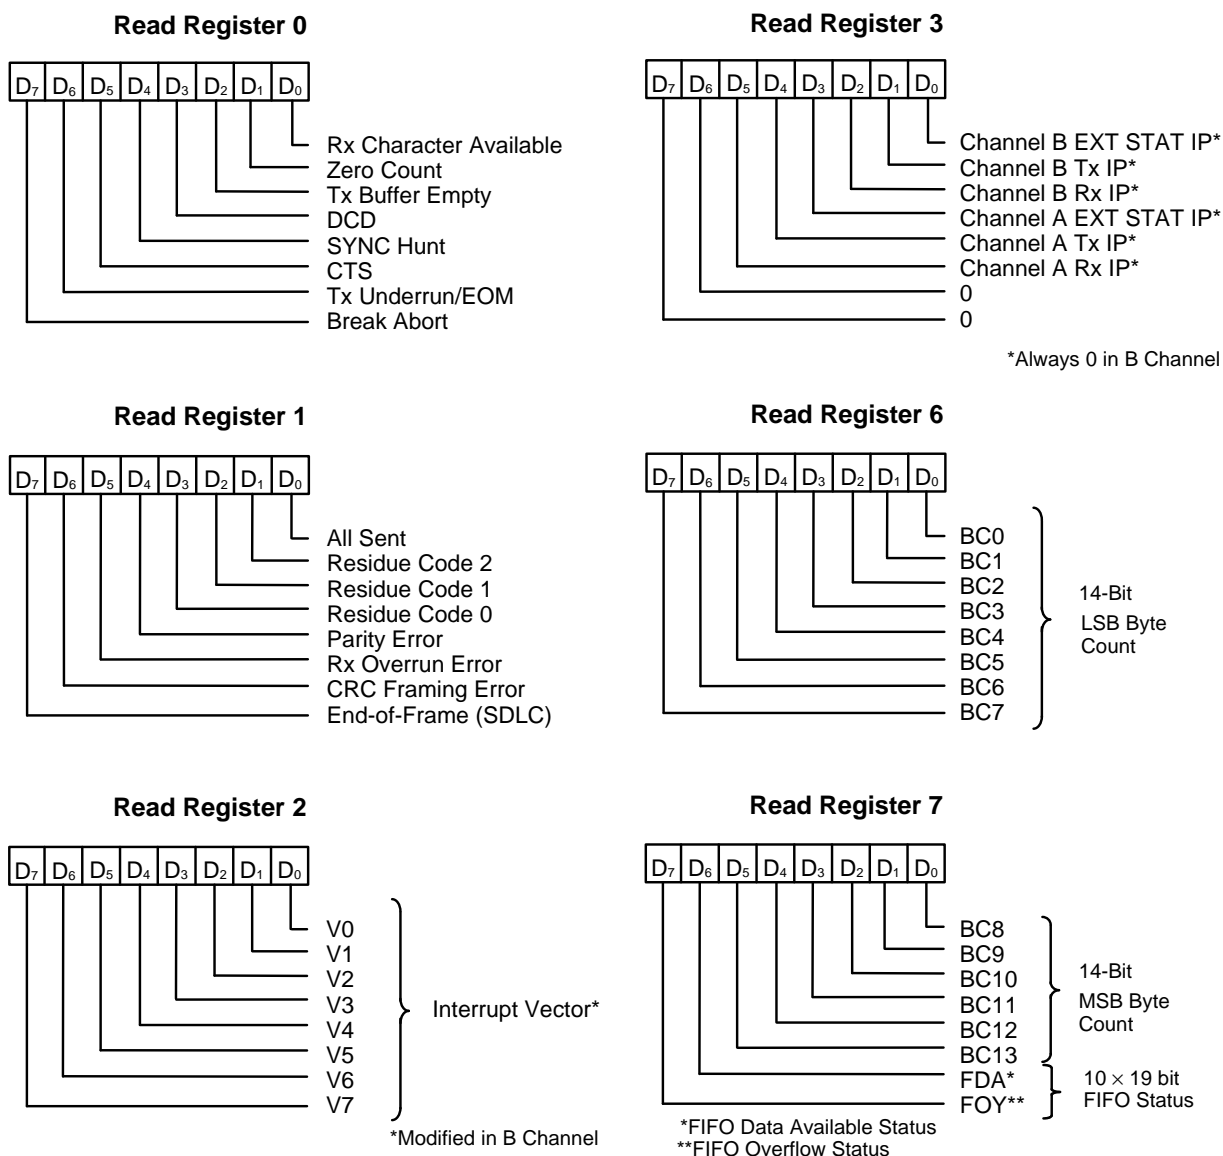 Read Register 0
D7 D6 D5 D4 D3 D2 D1 D0
Rx Character Available
Zero Count
Tx Buffer Empty
DCD
SYNC Hunt
CTS
Tx Underrun/EOM
Break Abort
Read Register 3
D7 D6 D5 D4 D3 D2 D1 D0
Channel B EXT STAT IP*
Channel B Tx IP*
Channel B Rx IP*
Channel A EXT STAT IP*
Channel A Tx IP*
Channel A Rx IP*
0
0
*Always 0 in B Channel
Read Register 1
D7 D6 D5 D4 D3 D2 D1 D0
All Sent
Residue Code 2
Residue Code 1
Residue Code 0
Parity Error
Rx Overrun Error
CRC Framing Error
End-of-Frame (SDLC)
Read Register 6
D7 D6 D5 D4 D3 D2 D1 D0
BC0
BC1
BC2
BC3
BC4
BC5
BC6
BC7
14-Bit
LSB Byte
Count
Read Register 2
D7 D6 D5 D4 D3 D2 D1 D0
V0
V1
V2
V3
V4
V5
V6
V7
Interrupt Vector*
*Modified in B Channel
Read Register 7
D7 D6 D5 D4 D3 D2 D1 D0
BC8
BC9
BC10
BC11
BC12
BC13
FDA*
FOY**
14-Bit
MSB Byte
Count
10 × 19 bit
FIFO Status
*FIFO Data Available Status
**FIFO Overflow Status